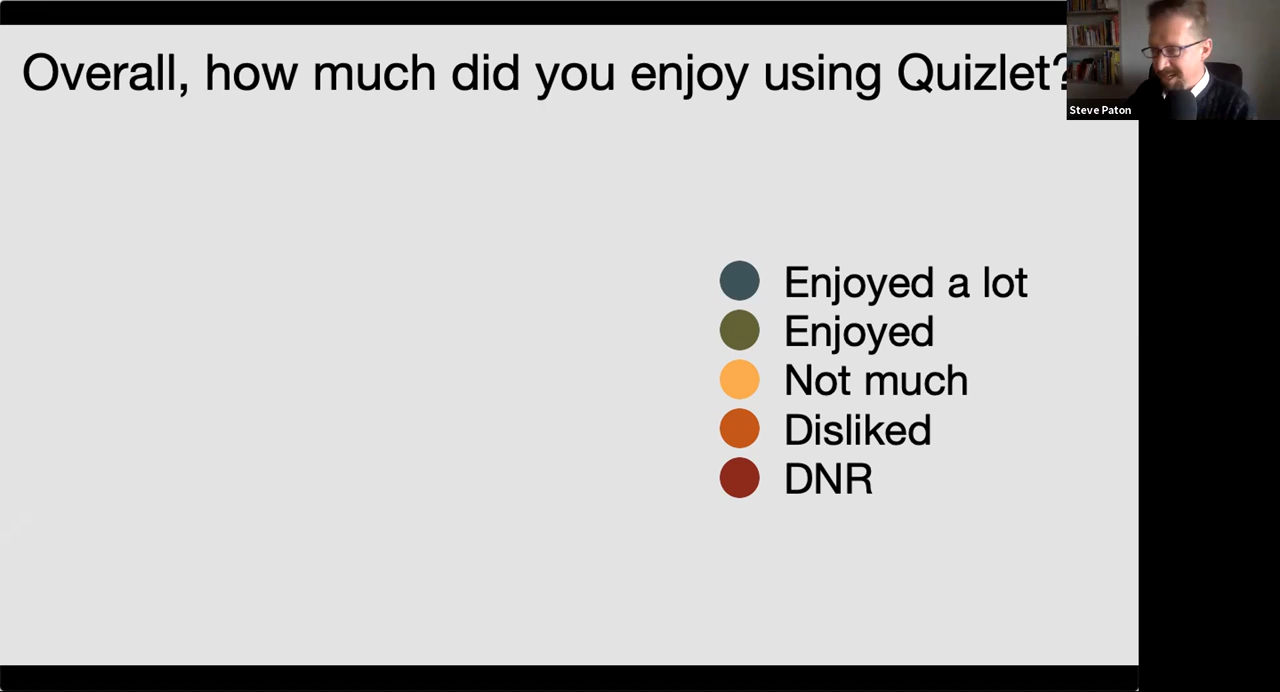 Overall, how much did you enjoy using Quizlet?
Steve Paton
Enjoyed a lot
Enjoyed
Not much
Disliked
DNR